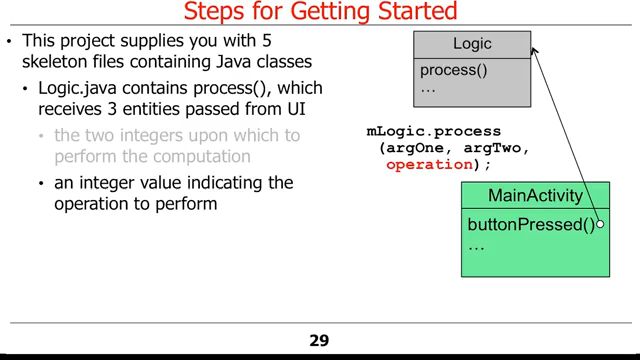 Steps for Getting Started
• This project supplies you with 5
skeleton files containing Java classes
• Logic.java contains process(), which
receives 3 entities passed from UI
• the two integers upon which to
perform the computation
• an integer value indicating the
operation to perform
Logic
process()
…
mLogic.process
(argOne, argTwo,
operation);
MainActivity
buttonPressed()
…
29